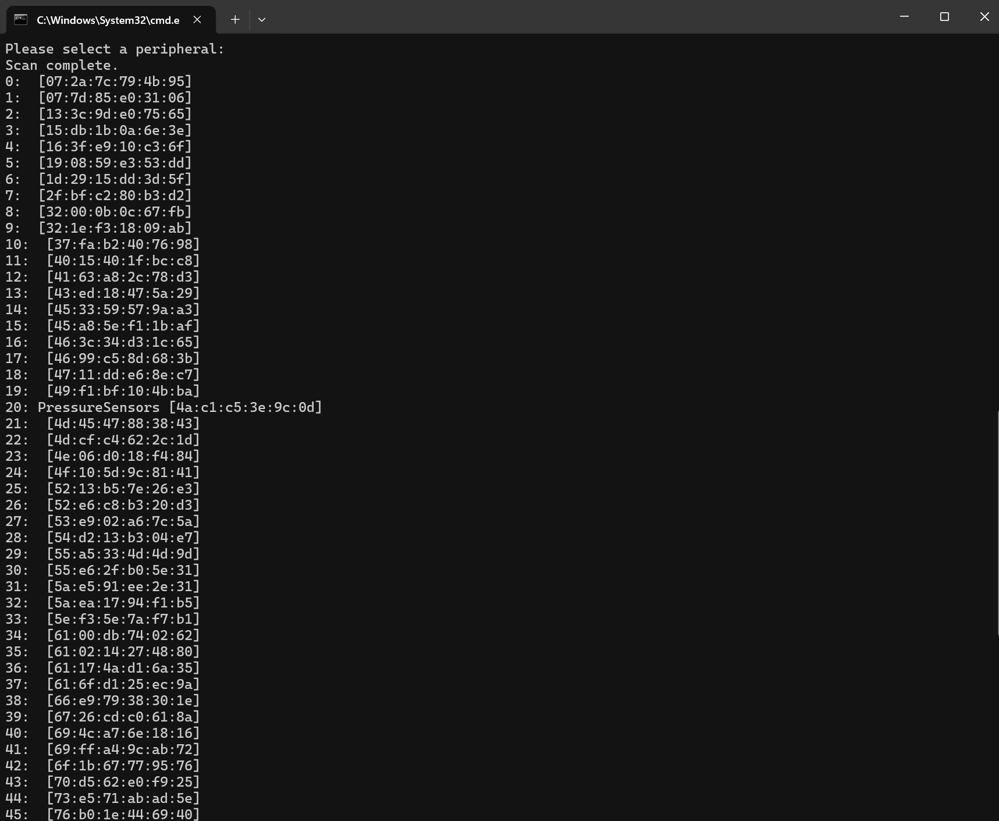 C:\Windows\System32\cmd.e
Please select a peripheral:
Scan complete.
0:  [07:2a:7c:79:4b:95]
1:  [07:7d:85:e0:31:06]
2:  [13:3c:9d:e0:75:65]
3:  [15:db:1b:0a:6e:3e]
4:  [16:3f:e9:10:c3:6f]
5:  [19:08:59:e3:53:dd]
6:  [1d:29:15:dd:3d:5f]
7:  [2f:bf:c2:80:b3:d2]
8:  [32:00:0b:0c:67:fb]
9:  [32:1e:f3:18:09:ab]
10:  [37:fa:b2:40:76:98]
11:  [40:15:40:1f:bc:c8]
12:  [41:63:a8:2c:78:d3]
13:  [43:ed:18:47:5a:29]
14:  [45:33:59:57:9a:a3]
15:  [45:a8:5e:f1:1b:af]
16:  [46:3c:34:d3:1c:65]
17:  [46:99:c5:8d:68:3b]
18:  [47:11:dd:e6:8e:c7]
19:  [49:f1:bf:10:4b:ba]
20: PressureSensors [4a:c1:c5:3e:9c:0d]
21:  [4d:45:47:88:38:43]
22:  [4d:cf:c4:62:2c:1d]
23:  [4e:06:d0:18:f4:84]
24:  [4f:10:5d:9c:81:41]
25:  [52:13:b5:7e:26:e3]
26:  [52:e6:c8:b3:20:d3]
27:  [53:e9:02:a6:7c:5a]
28:  [54:d2:13:b3:04:e7]
29:  [55:a5:33:4d:4d:9d]
30:  [55:e6:2f:b0:5e:31]
31:  [5a:e5:91:ee:2e:31]
32:  [5a:ea:17:94:f1:b5]
33:  [5e:f3:5e:7a:f7:b1]
34:  [61:00:db:74:02:62]
35:  [61:02:14:27:48:80]
36:  [61:17:4a:d1:6a:35]
37:  [61:6f:d1:25:ec:9a]
38:  [66:e9:79:38:30:1e]
39:  [67:26:cd:c0:61:8a]
40:  [69:4c:a7:6e:18:16]
41:  [69:ff:a4:9c:ab:72]
42:  [6f:1b:67:77:95:76]
43:  [70:d5:62:e0:f9:25]
44:  [73:e5:71:ab:ad:5e]
45:  [76:b0:1e:44:69:40]